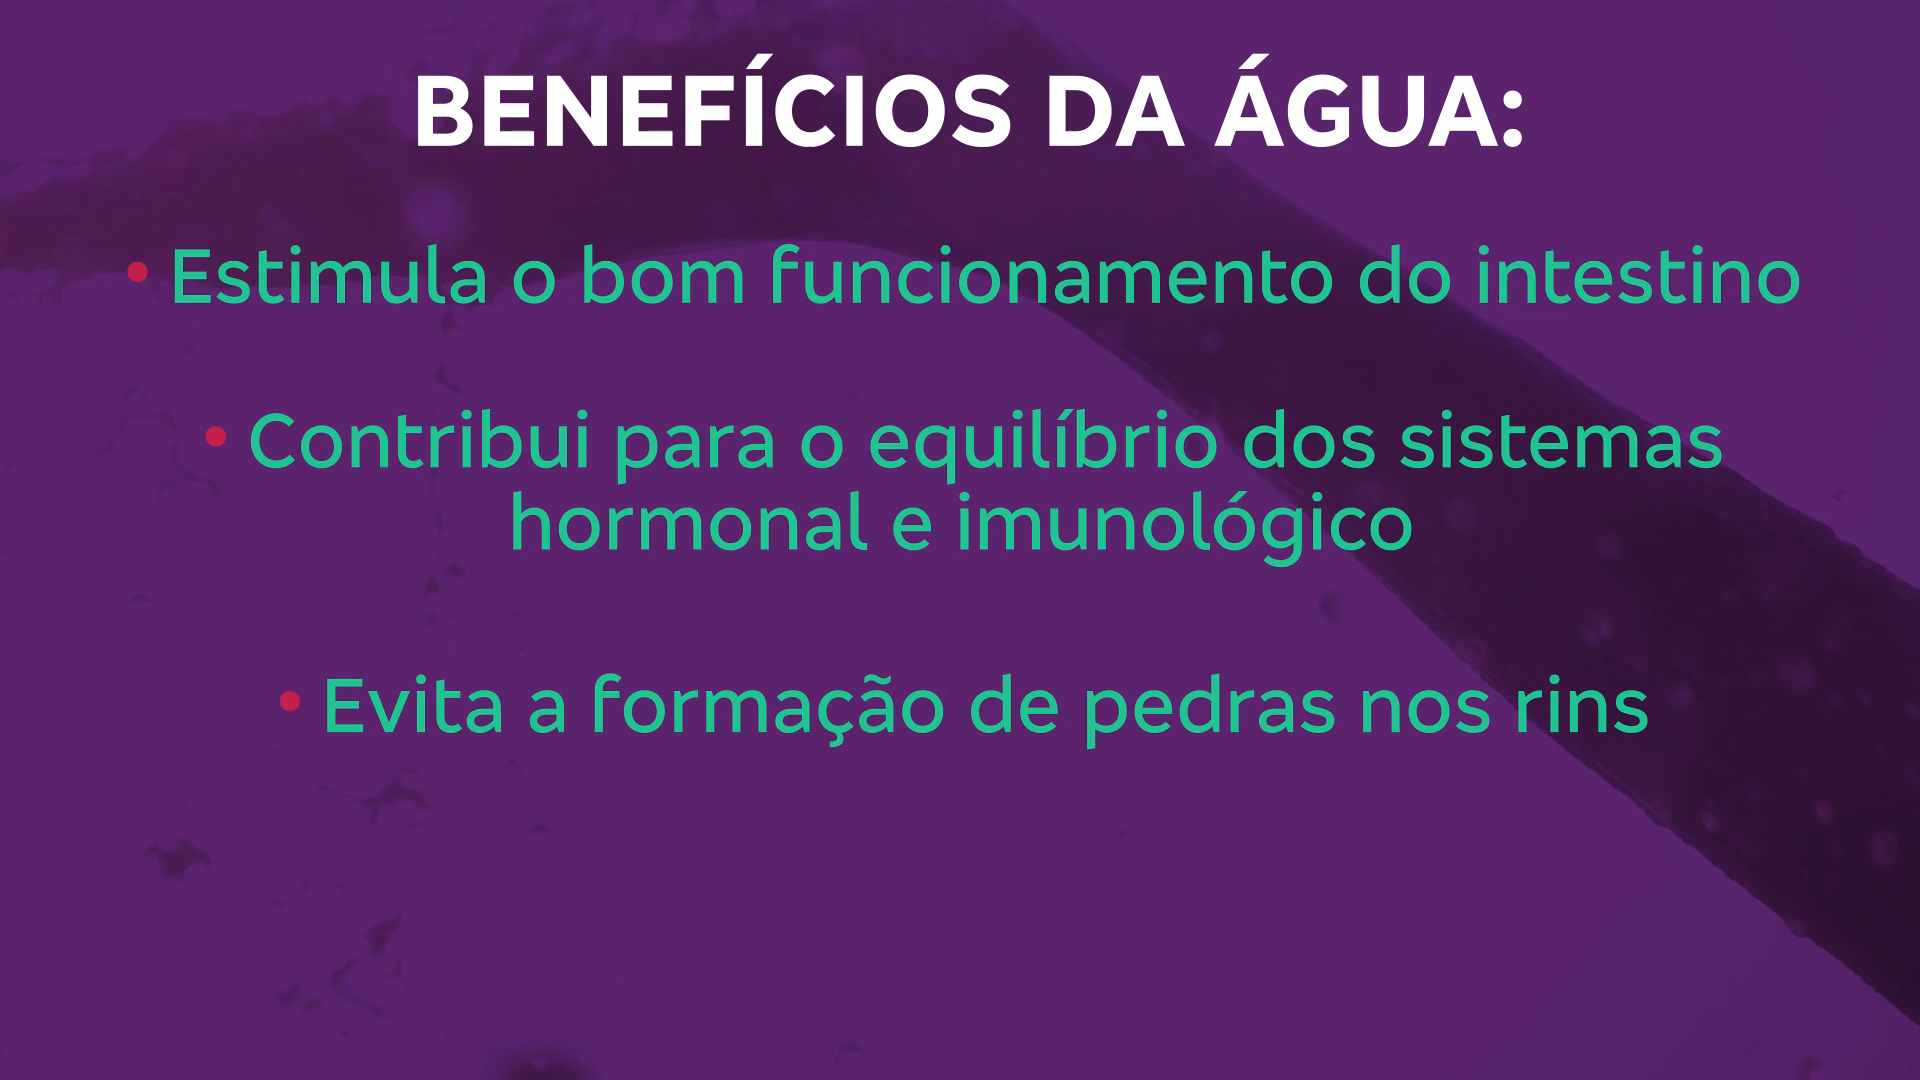 BENEFÍCIOS DA ÁGUA:
• Estimula o bom funcionamento do intestino
• Contribui para o equilíbrio dos sistemas
hormonal e imunológico
• Evita a formação de pedras nos rins